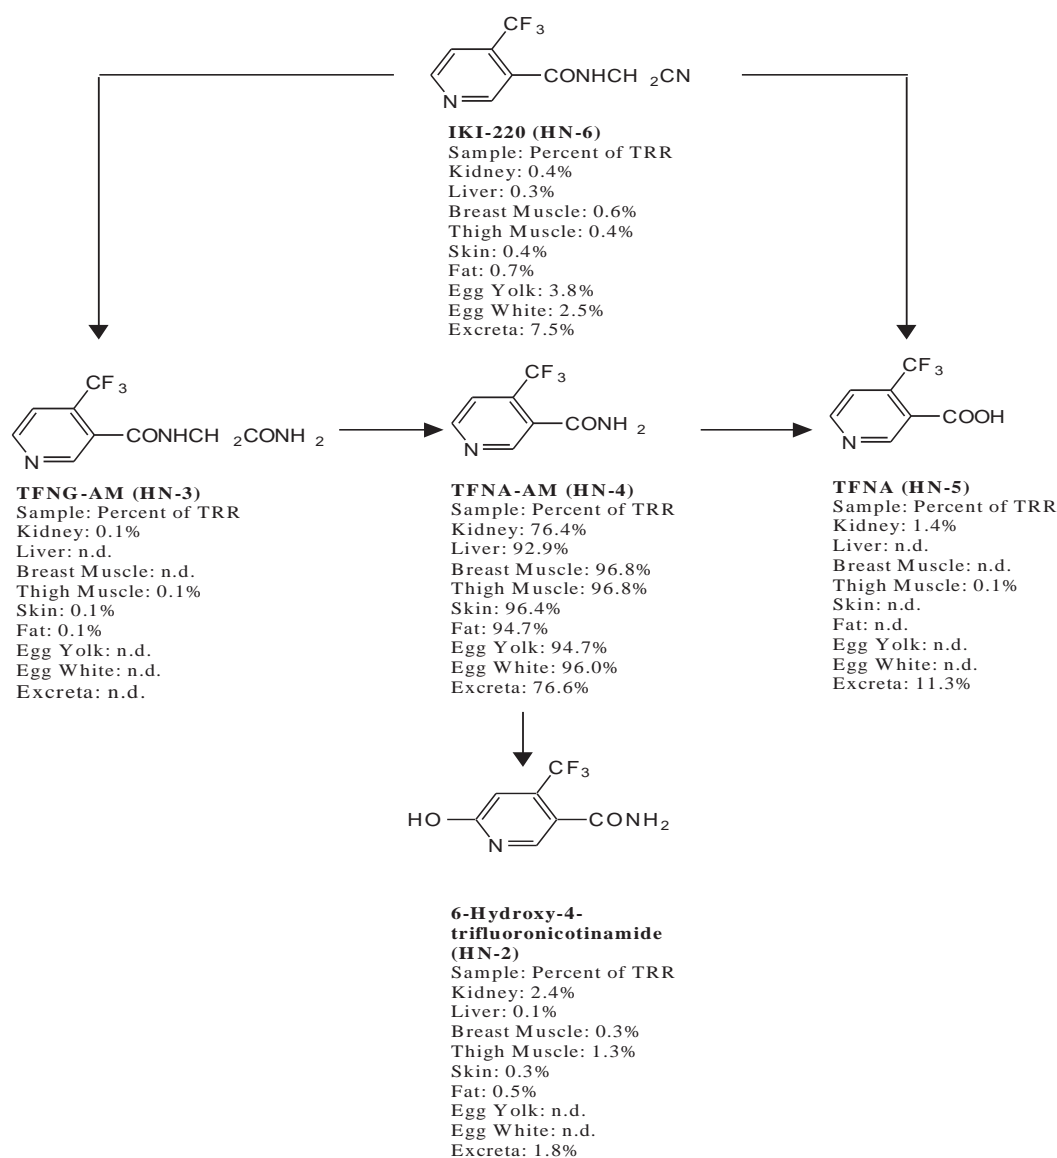 CF3
N
CONHCH 2CN
IKI-220 (HN-6)
Sample: Percent of TRR
Kidney: 0.4%
Liver: 0.3%
Breast Muscle: 0.6%
Thigh Muscle: 0.4%
Skin: 0.4%
Fat: 0.7%
Egg Yolk: 3.8%
Egg White: 2.5%
Excreta: 7.5%
CF3
N
CONHCH 2CONH 2
TFNG-AM (HN-3)
Sample: Percent of TRR
Kidney: 0.1%
Liver: n.d.
Breast Muscle: n.d.
Thigh Muscle: 0.1%
Skin: 0.1%
Fat: 0.1%
Egg Yolk: n.d.
Egg White: n.d.
Excreta: n.d.
CF3
N
CONH 2
TFNA-AM (HN-4)
Sample: Percent of TRR
Kidney: 76.4%
Liver: 92.9%
Breast Muscle: 96.8%
Thigh Muscle: 96.8%
Skin: 96.4%
Fat: 94.7%
Egg Yolk: 94.7%
Egg White: 96.0%
Excreta: 76.6%
CF3
N
COOH
TFNA (HN-5)
Sample: Percent of TRR
Kidney: 1.4%
Liver: n.d.
Breast Muscle: n.d.
Thigh Muscle: 0.1%
Skin: n.d.
Fat: n.d.
Egg Yolk: n.d.
Egg White: n.d.
Excreta: 11.3%
CF3
HO
N
CONH2
6-Hydroxy-4-
trifluoronicotinamide
(HN-2)
Sample: Percent of TRR
Kidney: 2.4%
Liver: 0.1%
Breast Muscle: 0.3%
Thigh Muscle: 1.3%
Skin: 0.3%
Fat: 0.5%
Egg Yolk: n.d.
Egg White: n.d.
Excreta: 1.8%